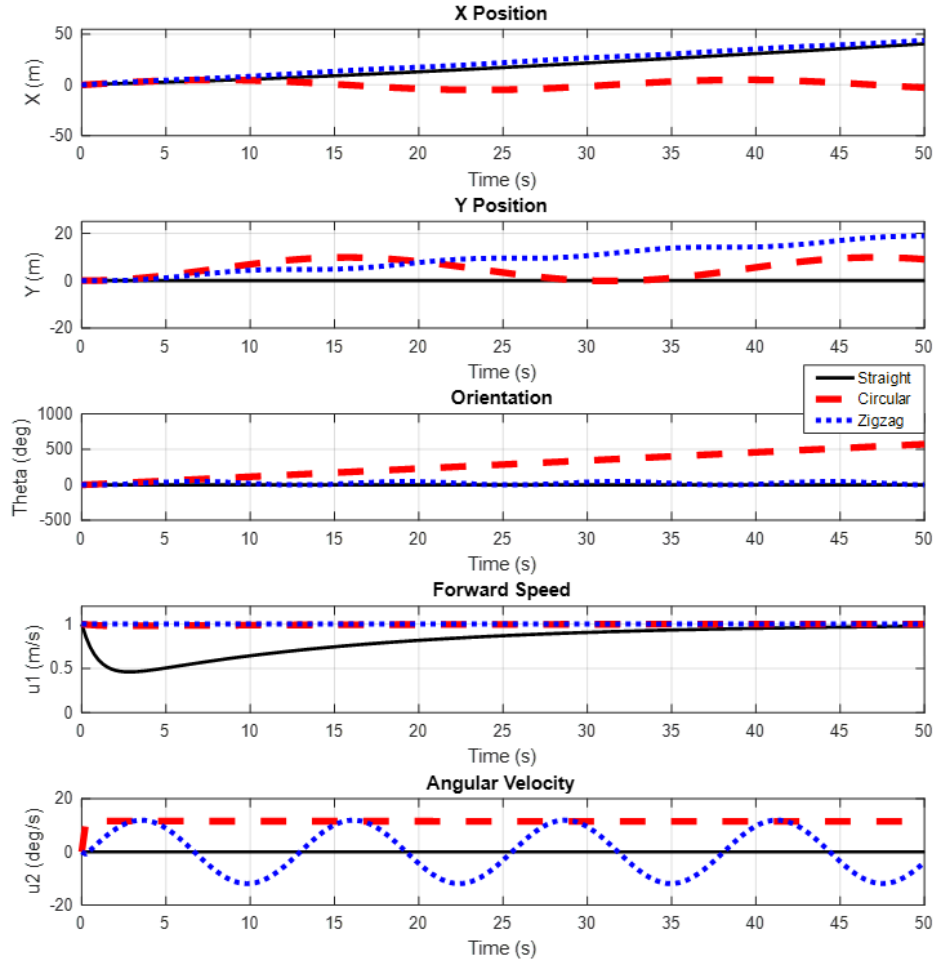 X Position
50
0
-50
X (m)
0 5 10 15 20 25 30 35 40 45 50
Time (s)
Y Position
20
0
-20
Y (m)
0 5 10 15 20 25 30 35 40 45 50
Time (s)
Straight
Circular
Zigzag
Orientation
1000
500
0
-500
Theta (deg)
0 5 10 15 20 25 30 35 40 45 50
Time (s)
Forward Speed
1
0.5
0
u1 (m/s)
0 5 10 15 20 25 30 35 40 45 50
Time (s)
Angular Velocity
20
0
-20
u2 (deg/s)
0 5 10 15 20 25 30 35 40 45 50
Time (s)